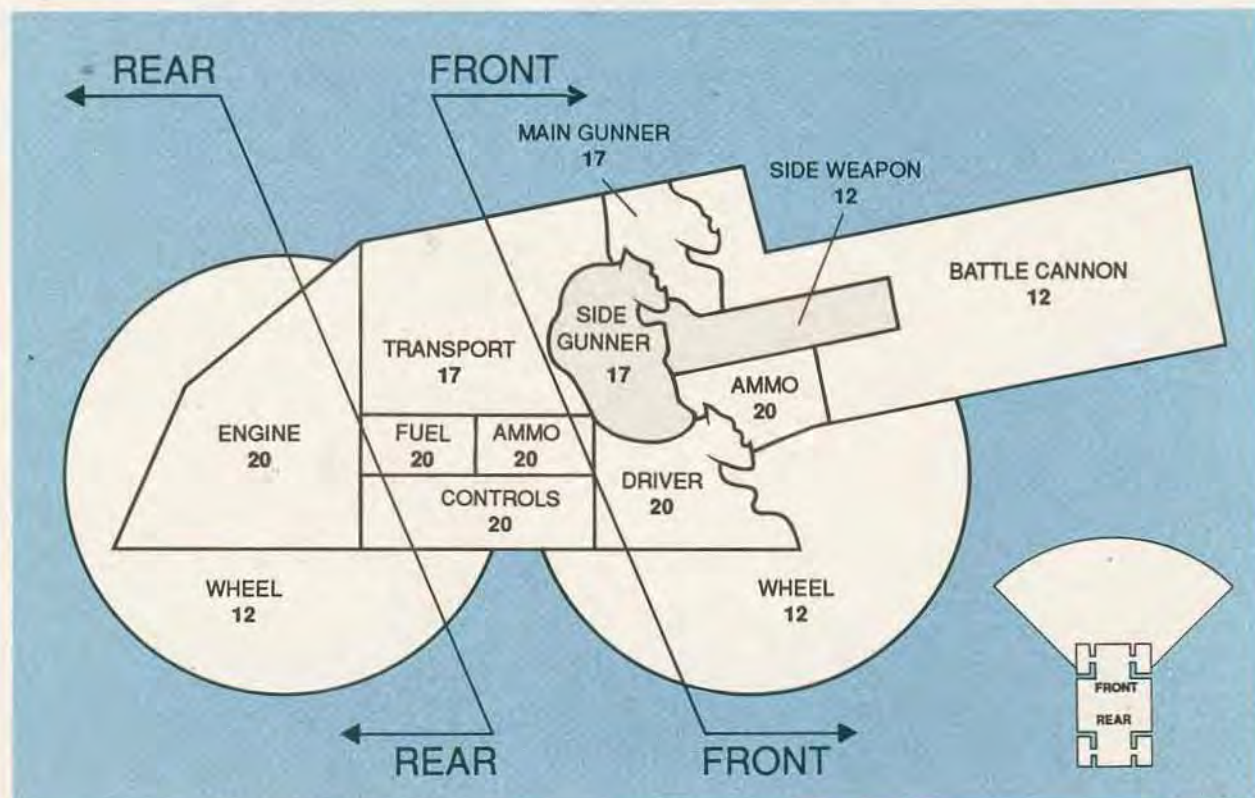 REAR
FRONT
MAIN GUNNER
17
SIDE WEAPON
12
BATTLE CANNON
12
SIDE
GUNNER
17
TRANSPORT
17
AMMO
20
ENGINE
20
FUEL
20
AMMO
20
DRIVER
20
CONTROLS
20
WHEEL
12
WHEEL
12
FRONT
REAR
REAR
FRONT